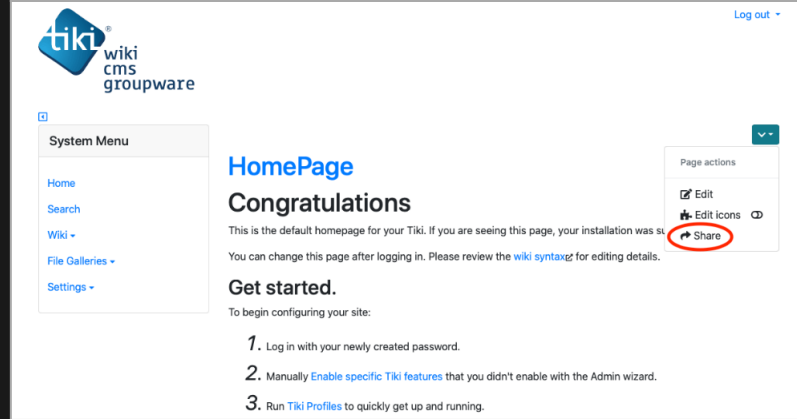 Log out
tiki®
wiki
cms
groupware
System Menu
Home
Search
Wiki
File Galleries
Settings
Page actions
Edit
Edit icons
Share
HomePage
Congratulations
This is the default homepage for your Tiki. If you are seeing this page, your installation was
You can change this page after logging in. Please review the wiki syntax for editing details.
Get started.
To begin configuring your site:
1. Log in with your newly created password.
2. Manually Enable specific Tiki features that you didn't enable with the Admin wizard.
3. Run Tiki Profiles to quickly get up and running.